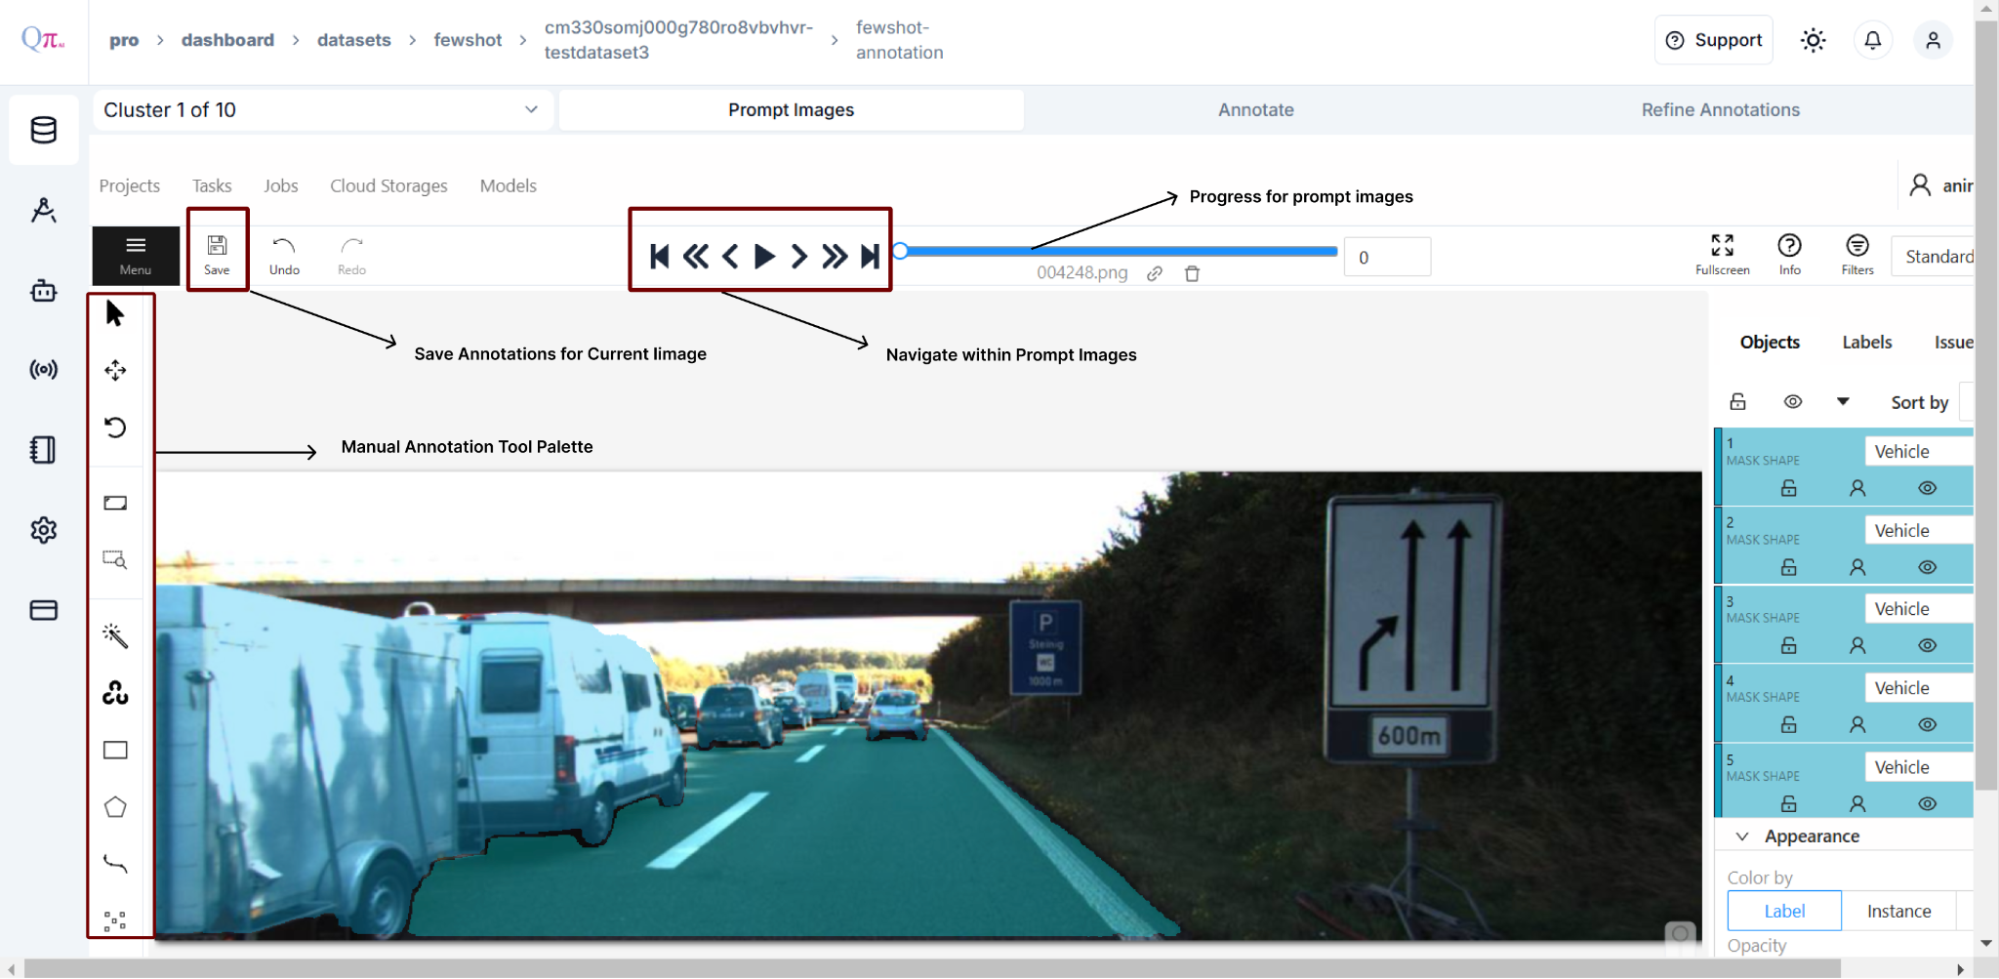 Qπ
pro > dashboard > datasets > fewshot > cm330somj000g780ro8vbvhvr-testdataset3 > fewshot-annotation
Support
Cluster 1 of 10
Prompt Images
Annotate
Refine Annotations
Projects Tasks Jobs Cloud Storages Models
Progress for prompt images
anir
Menu
Save
Undo
Redo
004248.png
0
Fullscreen
Info
Filters
Standard
Save Annotations for Current Iimage
Navigate within Prompt Images
Manual Annotation Tool Palette
Objects Labels Issue
Sort by
1
MASK SHAPE
Vehicle
2
MASK SHAPE
Vehicle
3
MASK SHAPE
Vehicle
4
MASK SHAPE
Vehicle
5
MASK SHAPE
Vehicle
Appearance
Color by
Label
Instance
Opacity
P
Steinig
WC
1000 m
600m